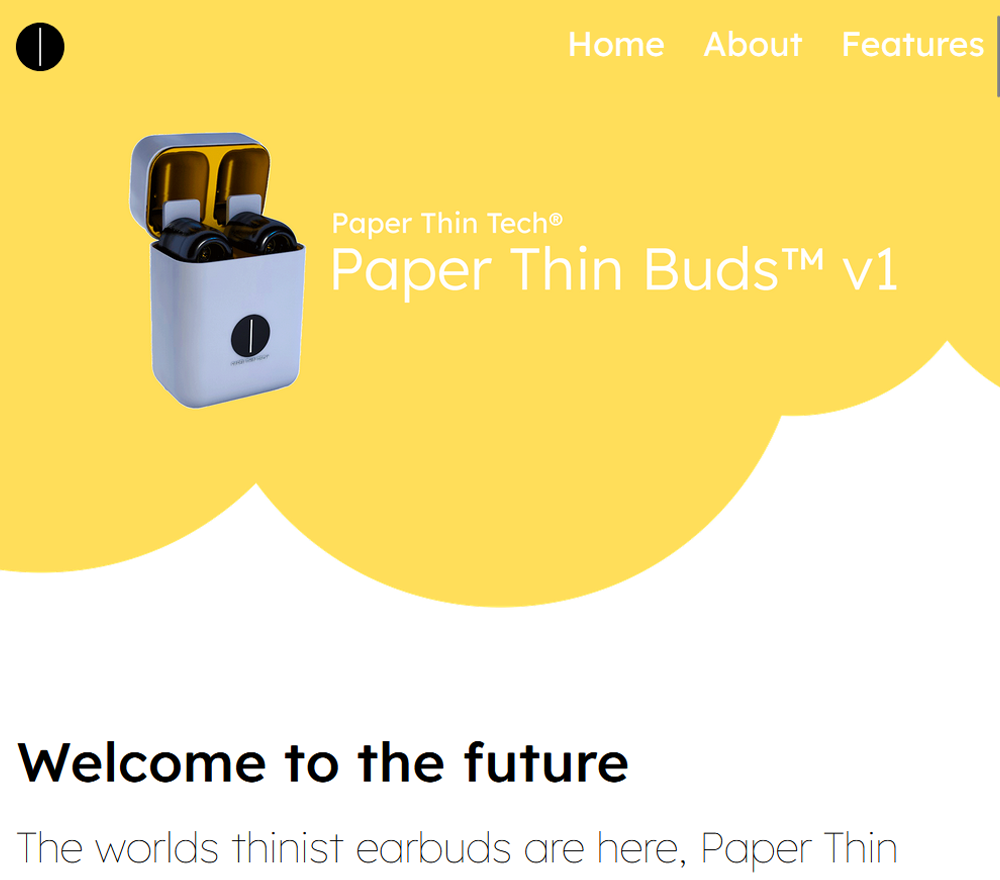 Home About Features
Paper Thin Tech®
Paper Thin Buds™ v1
Welcome to the future
The worlds thinist earbuds are here, Paper Thin